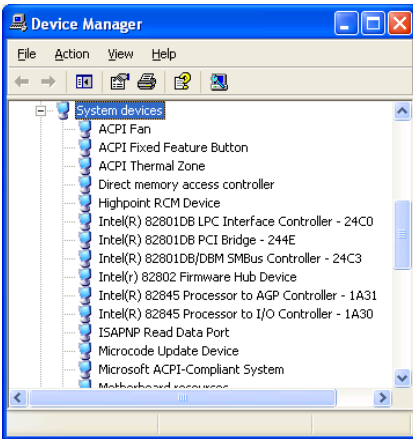 Device Manager
File Action View Help
System devices
ACPI Fan
ACPI Fixed Feature Button
ACPI Thermal Zone
Direct memory access controller
Highpoint RCM Device
Intel(R) 82801DB LPC Interface Controller - 24C0
Intel(R) 82801DB PCI Bridge - 244E
Intel(R) 82801DB/DBM SMBus Controller - 24C3
Intel(r) 82802 Firmware Hub Device
Intel(R) 82845 Processor to AGP Controller - 1A31
Intel(R) 82845 Processor to I/O Controller - 1A30
ISAPNP Read Data Port
Microcode Update Device
Microsoft ACPI-Compliant System
Motherboard resources